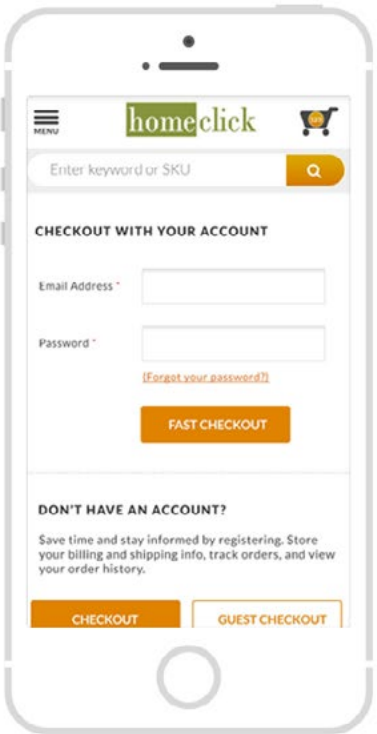 MENU
homeclick
Enter keyword or SKU
CHECKOUT WITH YOUR ACCOUNT
Email Address *
Password *
(Forgot your password?)
FAST CHECKOUT
DON'T HAVE AN ACCOUNT?
Save time and stay informed by registering. Store
your billing and shipping info, track orders, and view
your order history.
CHECKOUT GUEST CHECKOUT